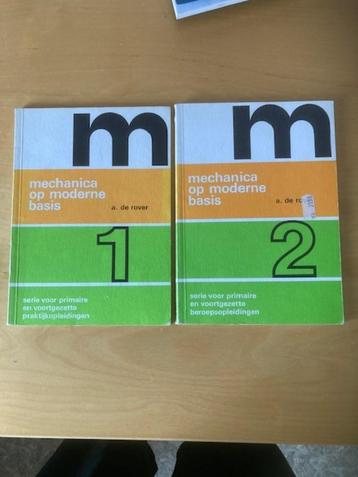 m
mechanica
op moderne
basis
a. de rover
1
serie voor primaire
en voortgezette
praktijkopleidingen
m
mechanica
op moderne
basis
a. de
2
serie voor primaire
en voortgezette
beroepsopleidingen